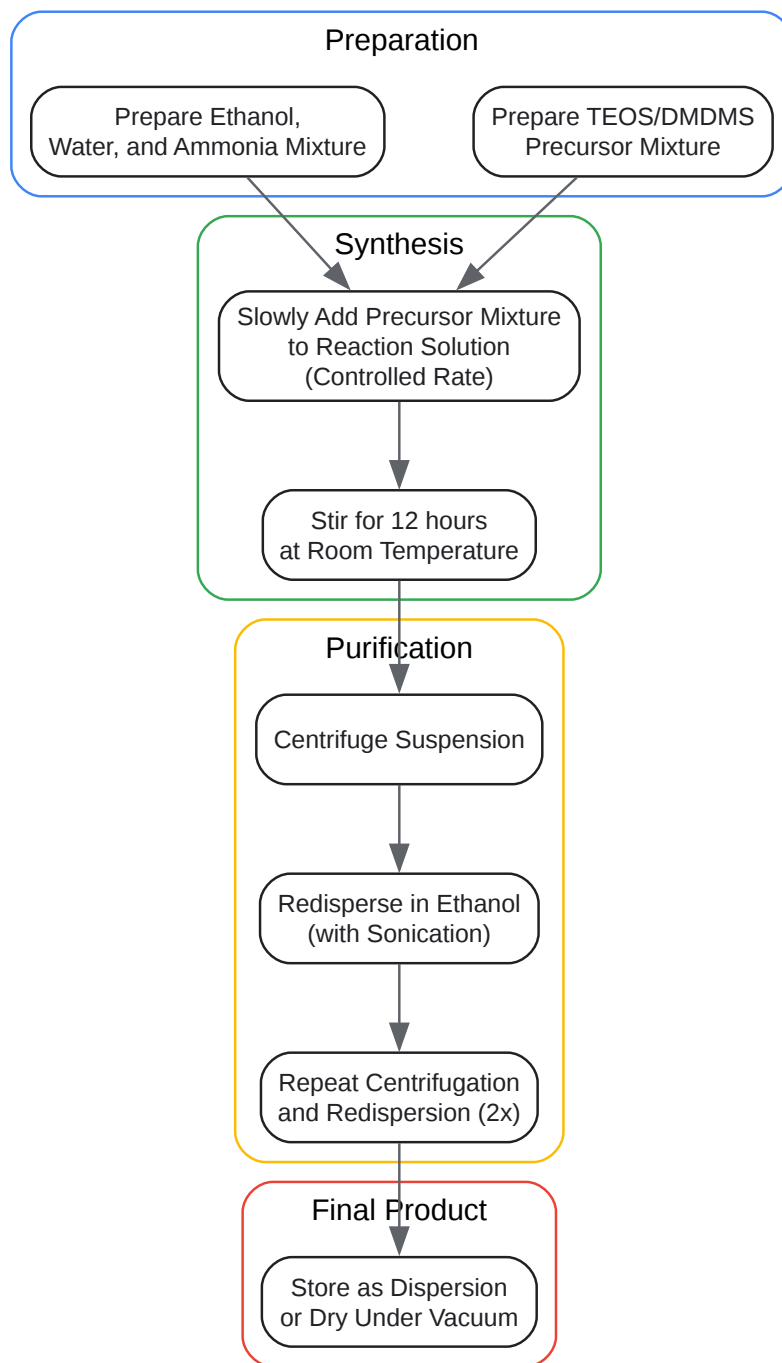 Preparation
Prepare Ethanol,
Water, and Ammonia Mixture
Prepare TEOS/DMDMS
Precursor Mixture
Synthesis
Slowly Add Precursor Mixture
to Reaction Solution
(Controlled Rate)
Stir for 12 hours
at Room Temperature
Purification
Centrifuge Suspension
Redisperse in Ethanol
(with Sonication)
Repeat Centrifugation
and Redispersion (2x)
Final Product
Store as Dispersion
or Dry Under Vacuum